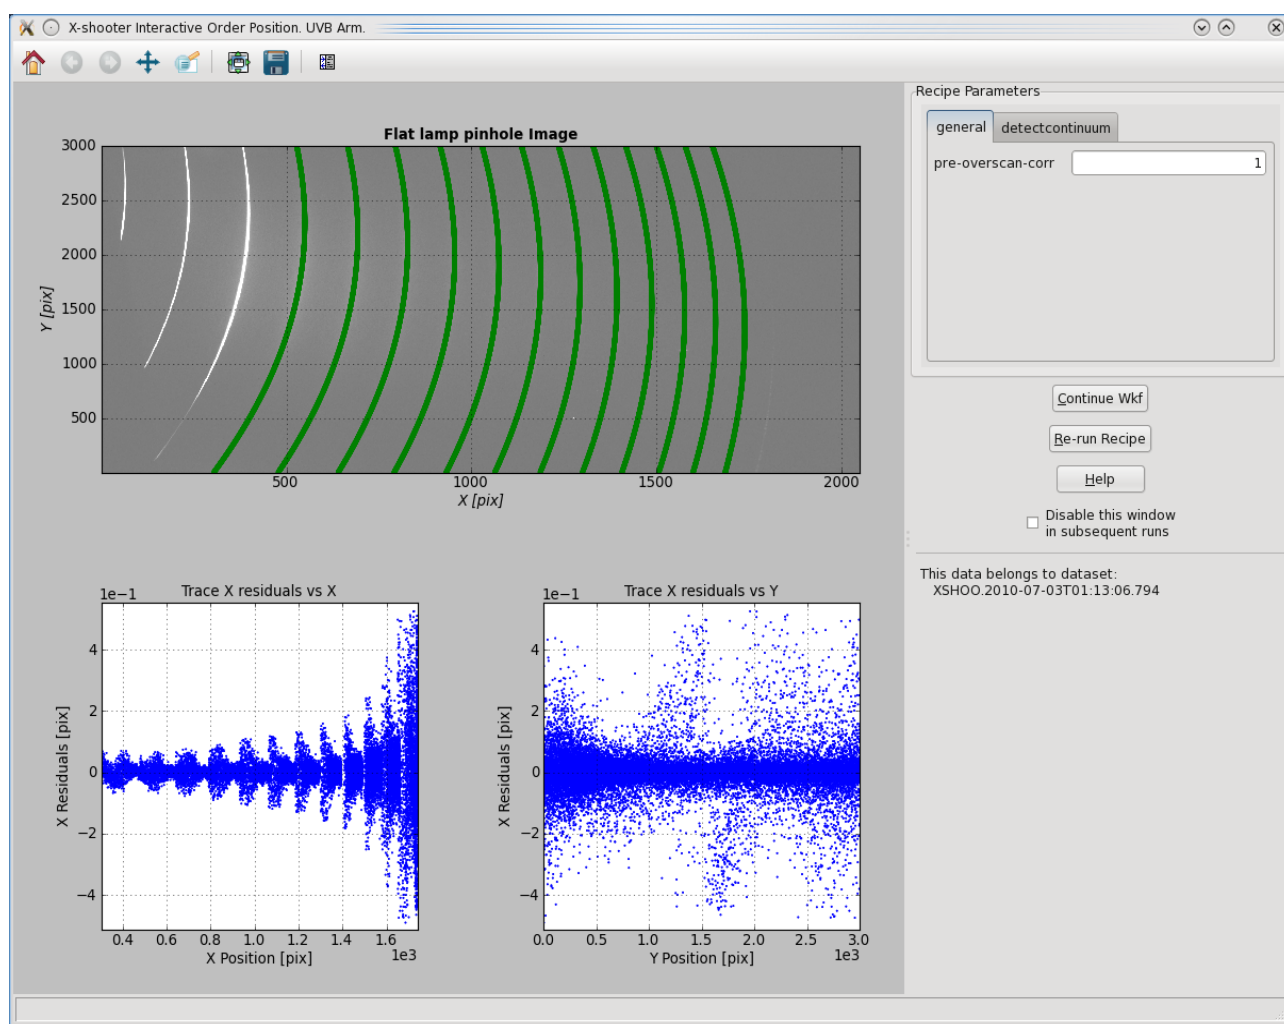 X-shooter Interactive Order Position. UVB Arm.
Flat lamp pinhole Image
3000
2500
2000
1500
1000
500
Y [pix]
500 1000 1500 2000
X [pix]
1e−1 Trace X residuals vs X
4
2
0
−2
−4
X Residuals [pix]
0.4 0.6 0.8 1.0 1.2 1.4 1.6
X Position [pix] 1e3
1e−1 Trace X residuals vs Y
4
2
0
−2
−4
X Residuals [pix]
0.0 0.5 1.0 1.5 2.0 2.5 3.0
Y Position [pix] 1e3
Recipe Parameters
general detectcontinuum
pre-overscan-corr 1
Continue Wkf
Re-run Recipe
Help
Disable this window
in subsequent runs
This data belongs to dataset:
XSHOO.2010-07-03T01:13:06.794